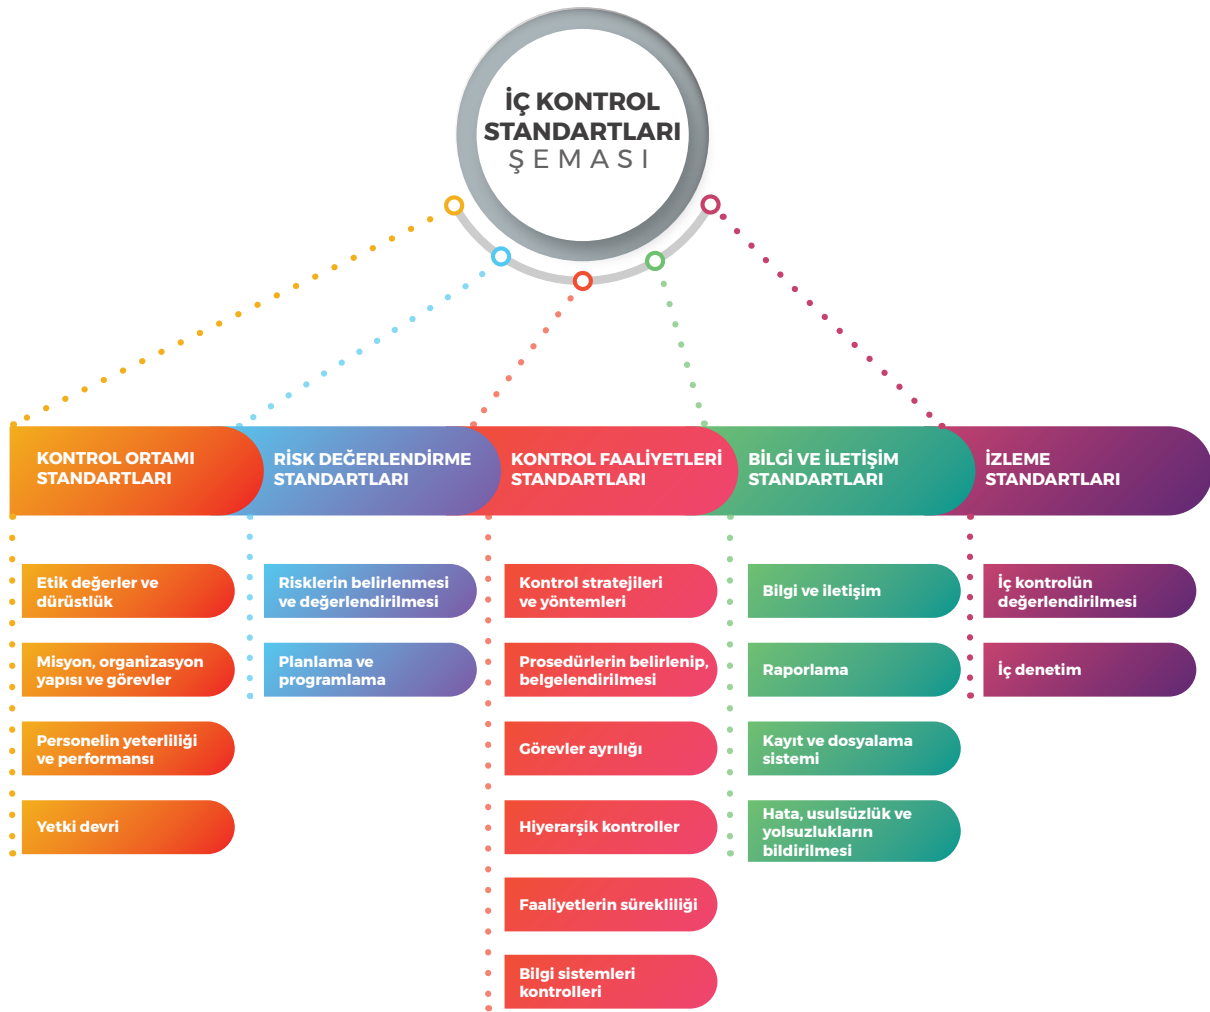 İÇ KONTROL
STANDARTLARI
ŞEMASI
KONTROL ORTAMI
STANDARTLARI
RİSK DEĞERLENDİRME
STANDARTLARI
KONTROL FAALİYETLERİ
STANDARTLARI
BİLGİ VE İLETİŞİM
STANDARTLARI
İZLEME
STANDARTLARI
Etik değerler ve
dürüstlük
Misyon, organizasyon
yapısı ve görevler
Personelin yeterliliği
ve performansı
Yetki devri
Risklerin belirlenmesi
ve değerlendirilmesi
Planlama ve
programlama
Kontrol stratejileri
ve yöntemleri
Prosedürlerin belirlenip,
belgelendirilmesi
Görevler ayrılığı
Hiyerarşik kontroller
Faaliyetlerin sürekliliği
Bilgi sistemleri
kontrolleri
Bilgi ve iletişim
Raporlama
Kayıt ve dosyalama
sistemi
Hata, usulsüzlük ve
yolsuzlukların
bildirilmesi
İç kontrolün
değerlendirilmesi
İç denetim